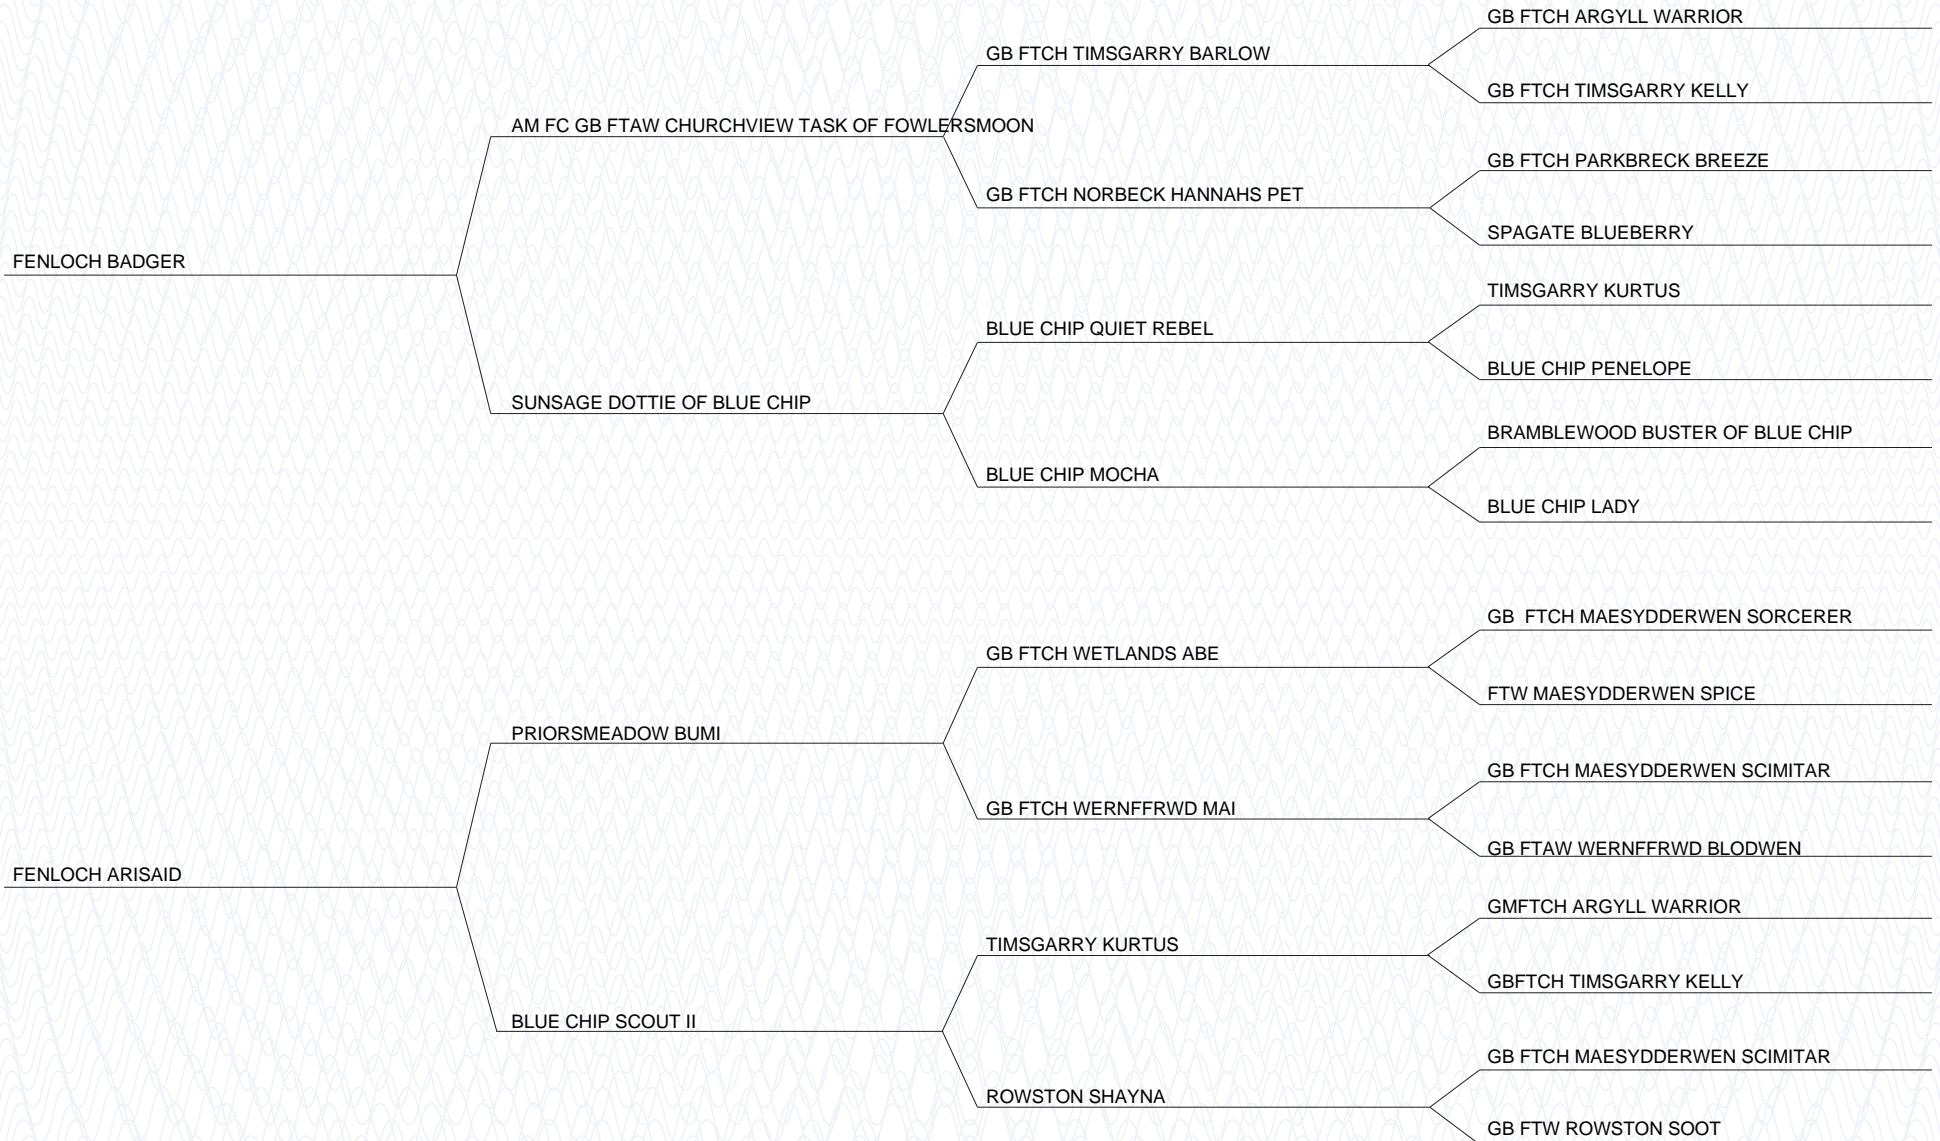 GB FTCH ARGYLL WARRIOR
GB FTCH TIMSGARRY BARLOW
GB FTCH TIMSGARRY KELLY
AM FC GB FTAW CHURCHVIEW TASK OF FOWLERSMOON
GB FTCH PARKBRECK BREEZE
GB FTCH NORBECK HANNAHS PET
SPAGATE BLUEBERRY
FENLOCH BADGER
TIMSGARRY KURTUS
BLUE CHIP QUIET REBEL
BLUE CHIP PENELOPE
SUNSAGE DOTTIE OF BLUE CHIP
BRAMBLEWOOD BUSTER OF BLUE CHIP
BLUE CHIP MOCHA
BLUE CHIP LADY
GB FTCH MAESYDDERWEN SORCERER
GB FTCH WETLANDS ABE
FTW MAESYDDERWEN SPICE
PRIORSMEADOW BUMI
GB FTCH MAESYDDERWEN SCIMITAR
GB FTCH WERNFFRWD MAI
GB FTAW WERNFFRWD BLODWEN
FENLOCH ARISAID
GMFTCH ARGYLL WARRIOR
TIMSGARRY KURTUS
GBFTCH TIMSGARRY KELLY
BLUE CHIP SCOUT II
GB FTCH MAESYDDERWEN SCIMITAR
ROWSTON SHAYNA
GB FTW ROWSTON SOOT